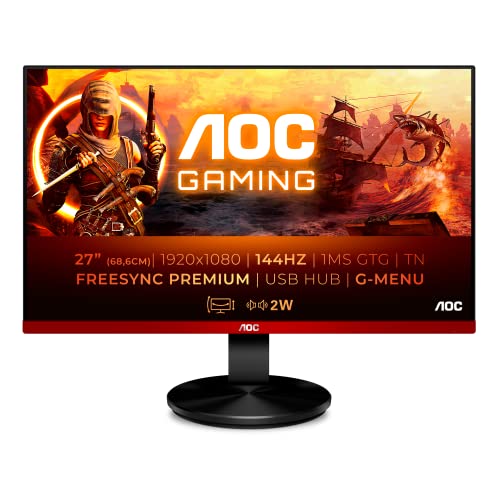 AOC
GAMING
27" (68,6CM) | 1920x1080 | 144HZ | 1MS GTG | TN
FREESYNC PREMIUM | USB HUB | G-MENU
2W
AOC
AOC